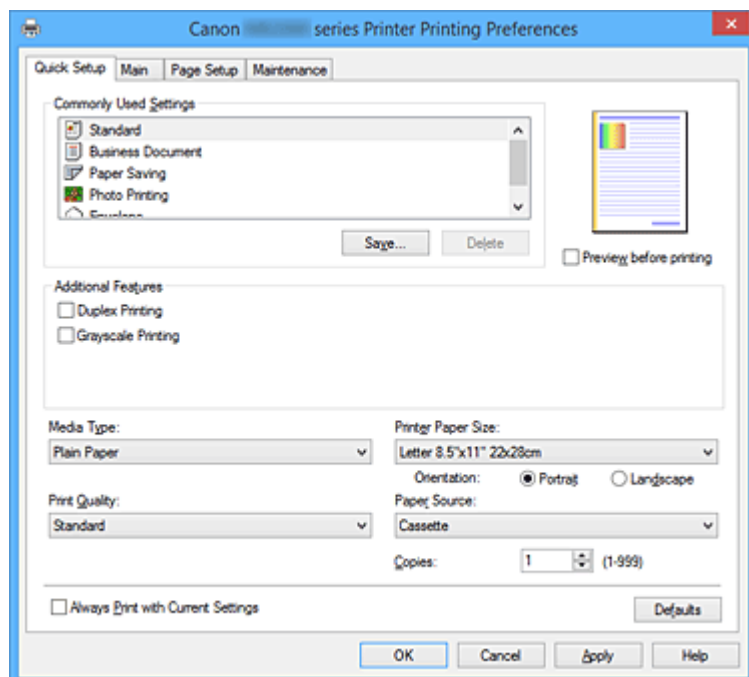 Canon series Printer Printing Preferences
Quick Setup Main Page Setup Maintenance
Commonly Used Settings
Standard
Business Document
Paper Saving
Photo Printing
Save... Delete
Preview before printing
Additional Features
Duplex Printing
Grayscale Printing
Media Type:
Plain Paper
Printer Paper Size:
Letter 8.5"x11" 22x28cm
Orientation: Portrait Landscape
Print Quality:
Standard
Paper Source:
Cassette
Copies: 1 (1-999)
Always Print with Current Settings
Defaults
OK Cancel Apply Help